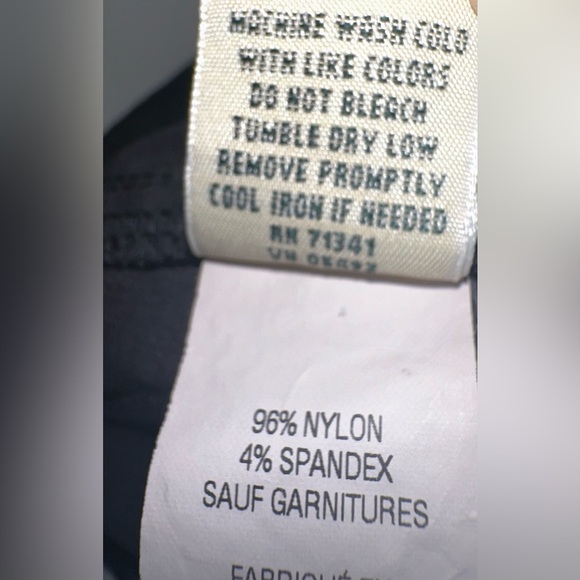 MACHINE WASH COLD
WITH LIKE COLORS
DO NOT BLEACH
TUMBLE DRY LOW
REMOVE PROMPTLY
COOL IRON IF NEEDED
RN 71341
96% NYLON
4% SPANDEX
SAUF GARNITURES
FABRIQUÉ